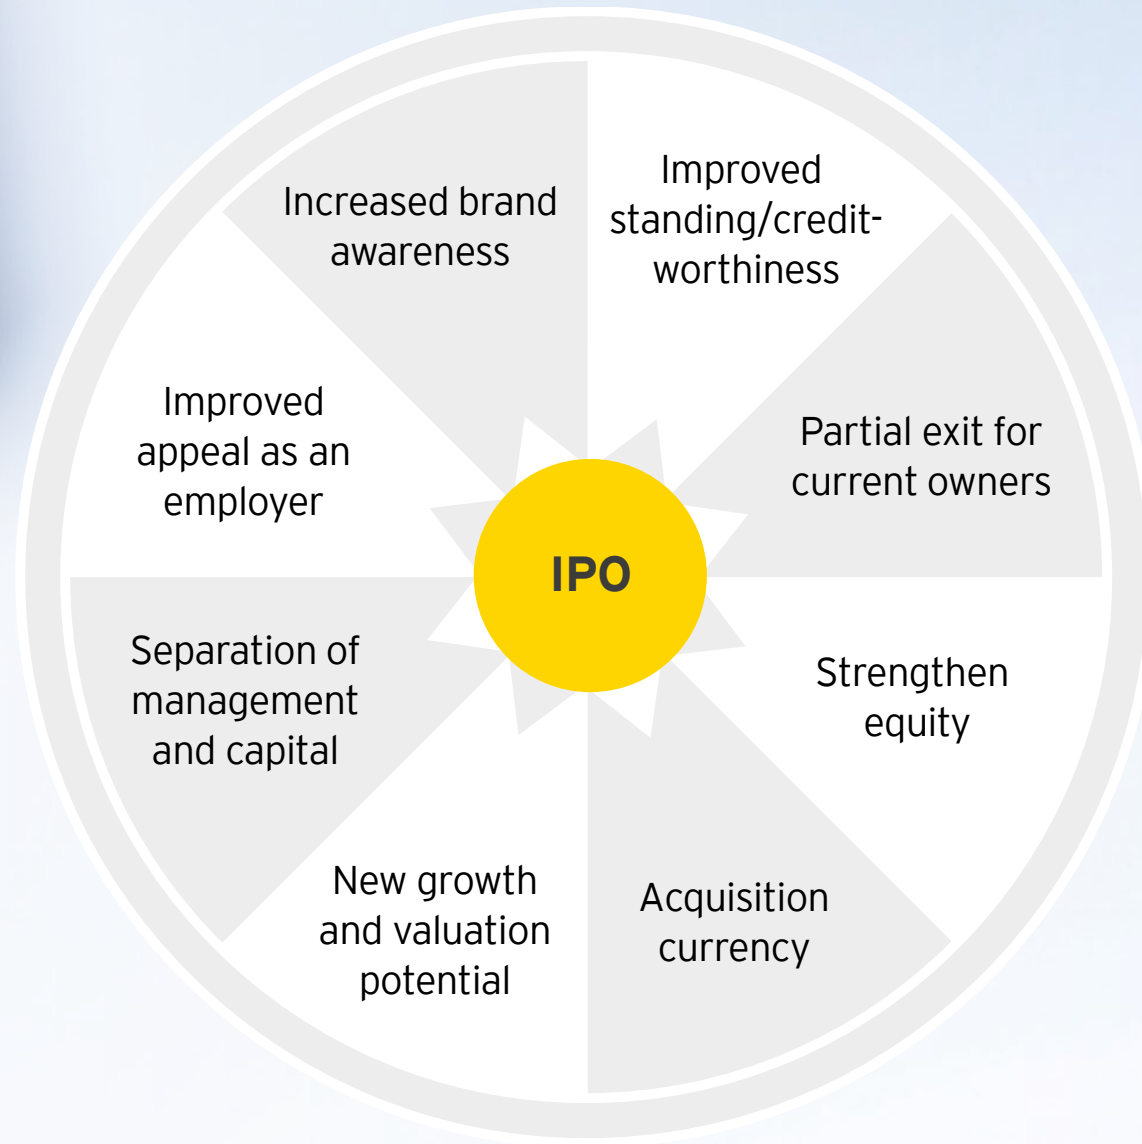 Increased brand
awareness
Improved
standing/credit-
worthiness
Partial exit for
current owners
Strengthen
equity
Acquisition
currency
New growth
and valuation
potential
Separation of
management
and capital
Improved
appeal as an
employer
IPO